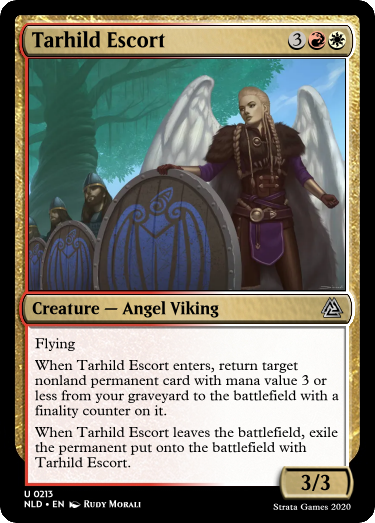 Tarhild Escort 3
Creature — Angel Viking
Flying
When Tarhild Escort enters, return target
nonland permanent card with mana value 3 or
less from your graveyard to the battlefield with a
finality counter on it.
When Tarhild Escort leaves the battlefield, exile
the permanent put onto the battlefield with
Tarhild Escort.
3/3
U 0213
NLD • EN Rudy Morali
Strata Games 2020